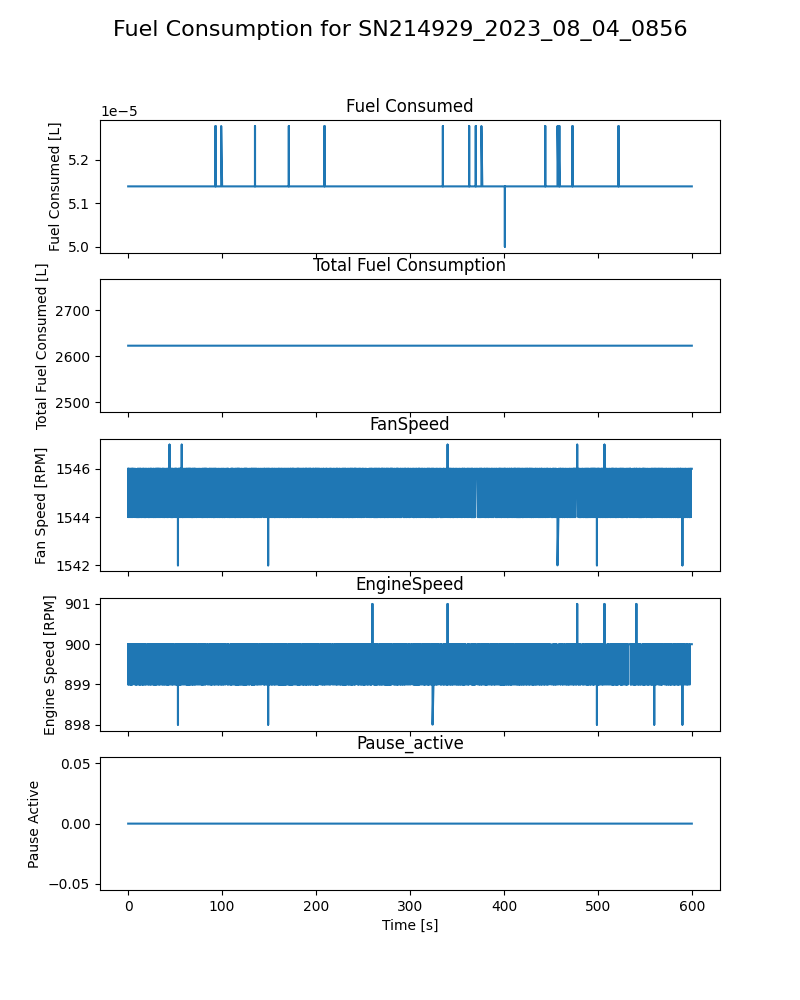 Fuel Consumption for SN214929_2023_08_04_0856
Fuel Consumed
1e−5
Fuel Consumed [L]
5.2
5.1
5.0
Total Fuel Consumption
Total Fuel Consumed [L]
2700
2600
2500
FanSpeed
Fan Speed [RPM]
1546
1544
1542
EngineSpeed
Engine Speed [RPM]
901
900
899
898
Pause_active
Pause Active
0.05
0.00
−0.05
0 100 200 300 400 500 600
Time [s]